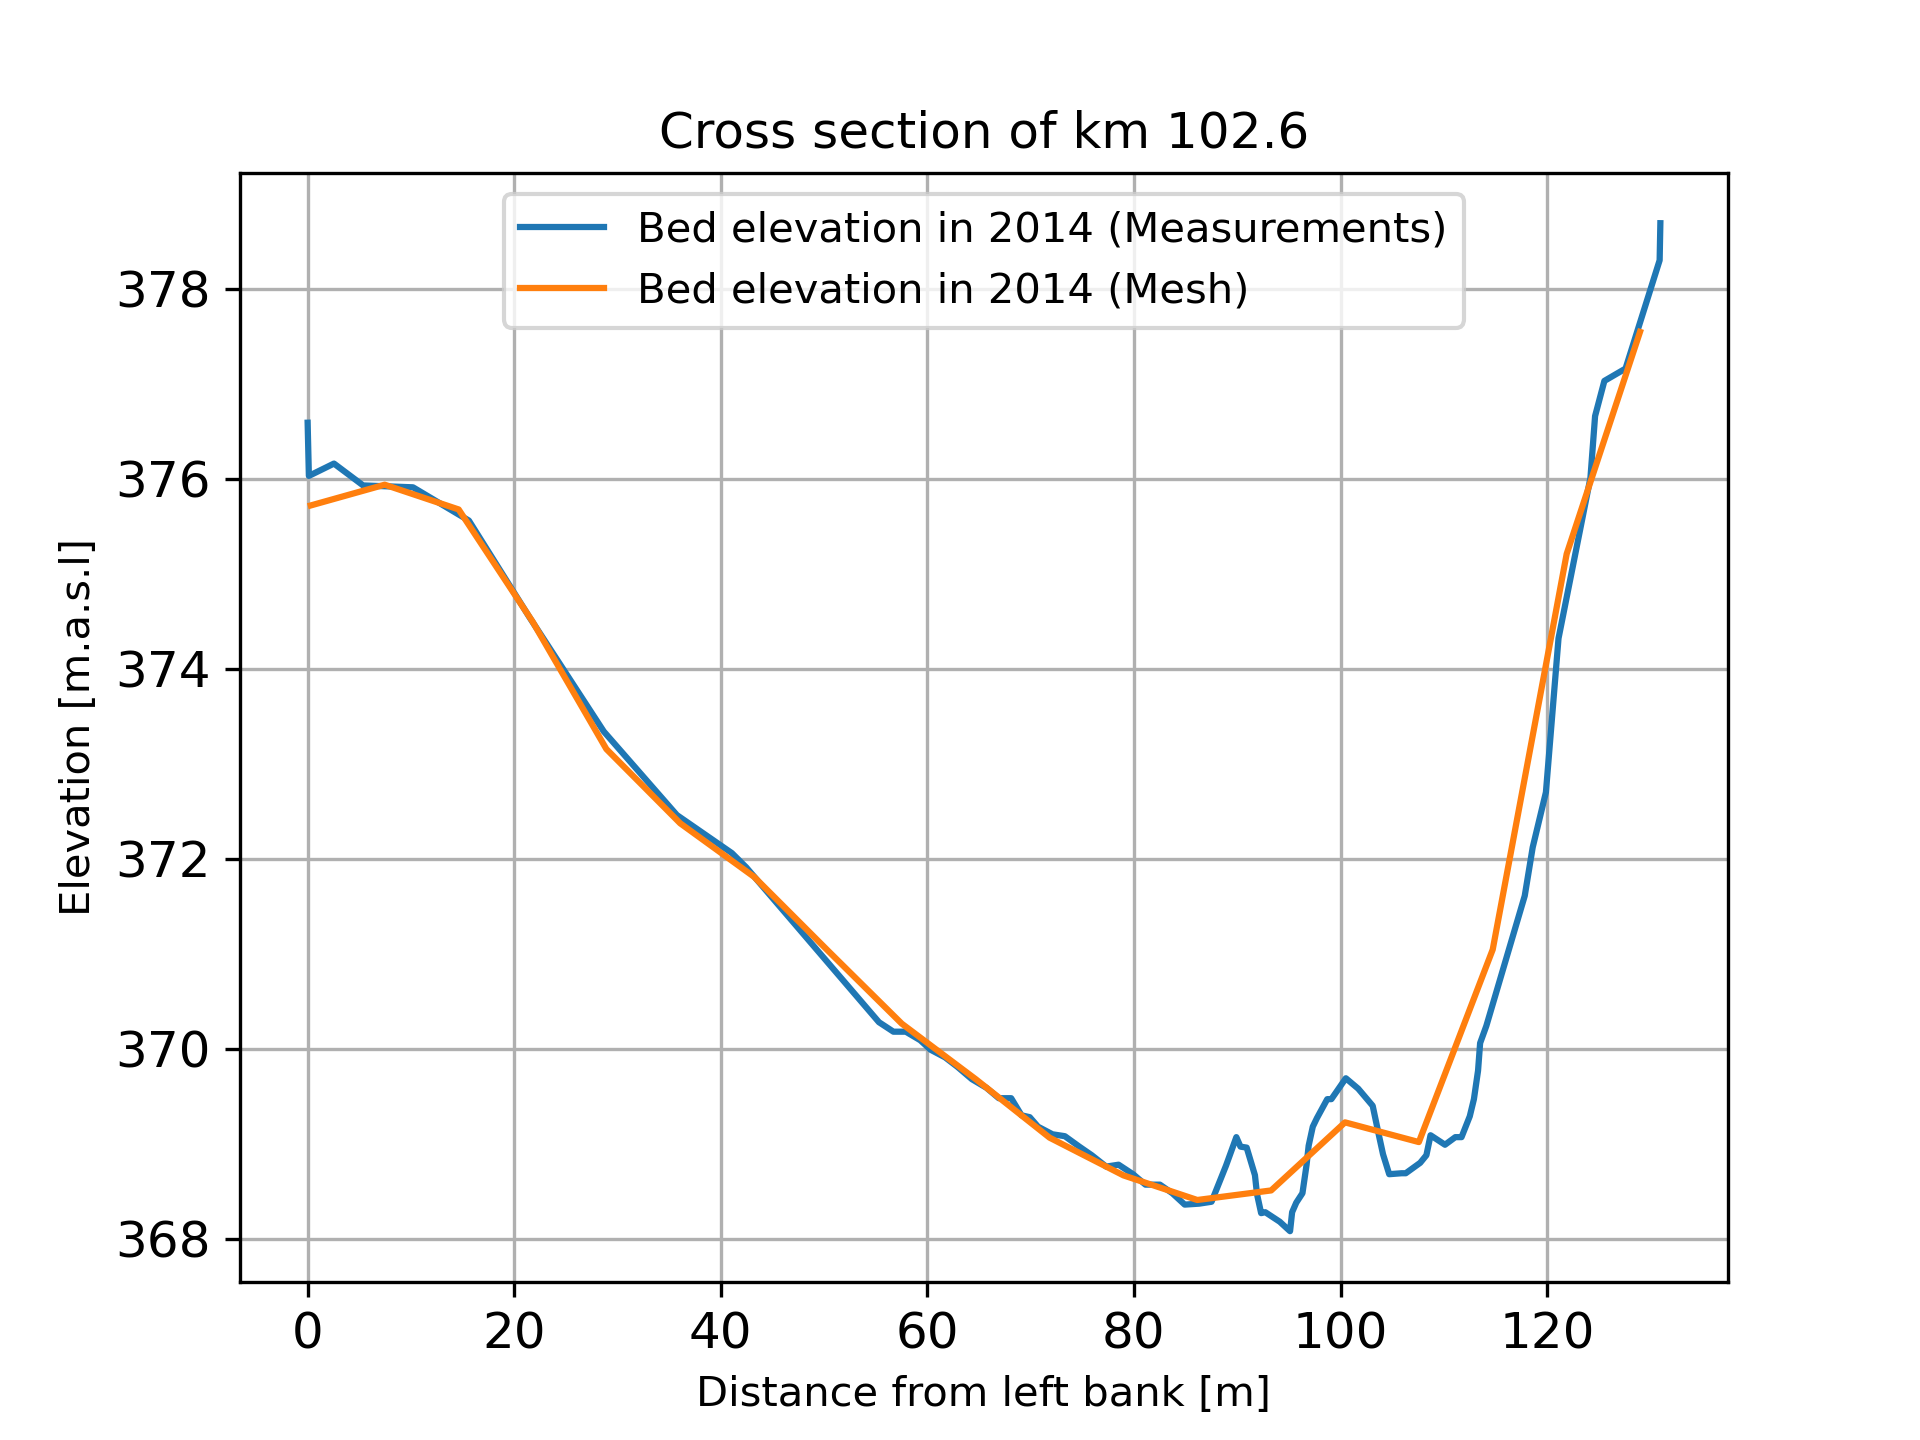 Cross section of km 102.6
Bed elevation in 2014 (Measurements)
Bed elevation in 2014 (Mesh)
Elevation [m.a.s.l]
378
376
374
372
370
368
0 20 40 60 80 100 120
Distance from left bank [m]